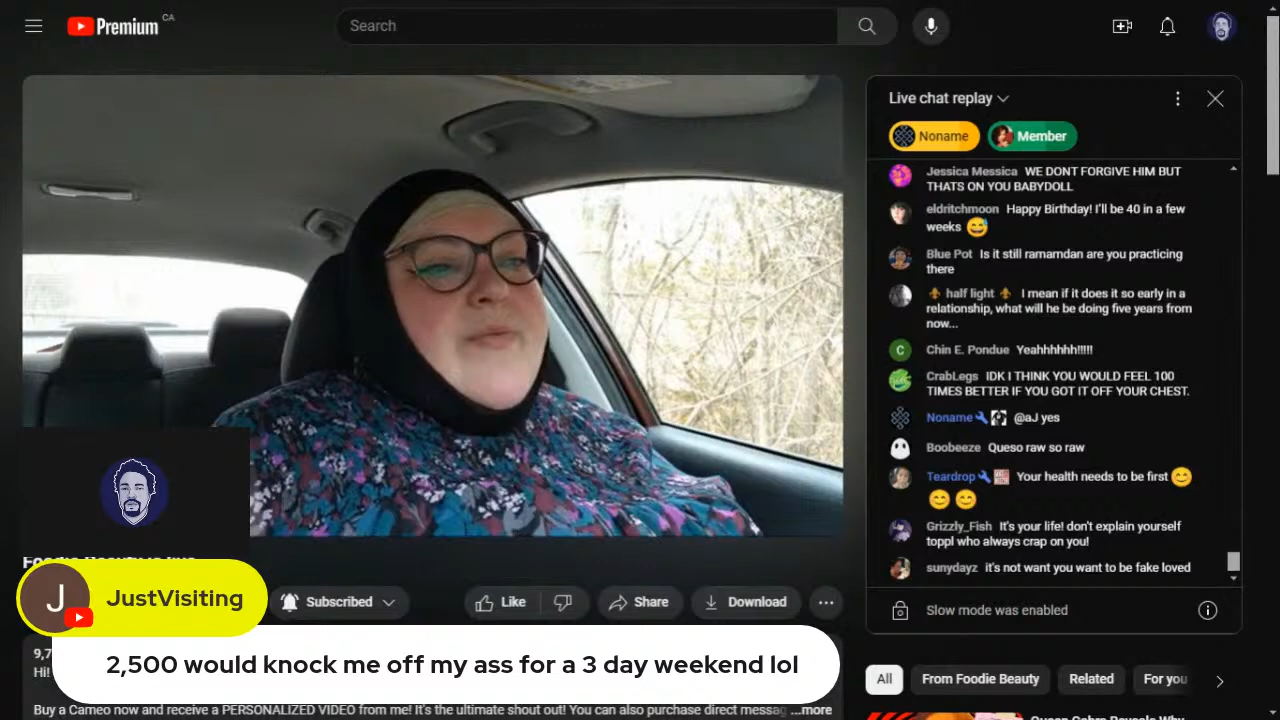 Premium CA
Search
Live chat replay
Noname
Member
Jessica Messica WE DONT FORGIVE HIM BUT
THATS ON YOU BABYDOLL
eldritchmoon Happy Birthday! I'll be 40 in a few
weeks 😅
Blue Pot Is it still ramamdan are you practicing
there
⚜ half light ⚜ I mean if it does it so early in a
relationship, what will he be doing five years from
now...
C Chin E. Pondue Yeahhhhhh!!!!!
CrabLegs IDK I THINK YOU WOULD FEEL 100
TIMES BETTER IF YOU GOT IT OFF YOUR CHEST.
Noname @aJ yes
Boobeeze Queso raw so raw
Teardrop Your health needs to be first 😊
😊 😊
Grizzly_Fish It's your life! don't explain yourself
toppl who always crap on you!
sunydayz it's not want you want to be fake loved
Slow mode was enabled
J JustVisiting
Subscribed
Like
Share
Download
2,500 would knock me off my ass for a 3 day weekend lol
9,7
Hi!
Buy a Cameo now and receive a PERSONALIZED VIDEO from me! It's the ultimate shout out! You can also purchase direct messag ...more
All
From Foodie Beauty
Related
For you